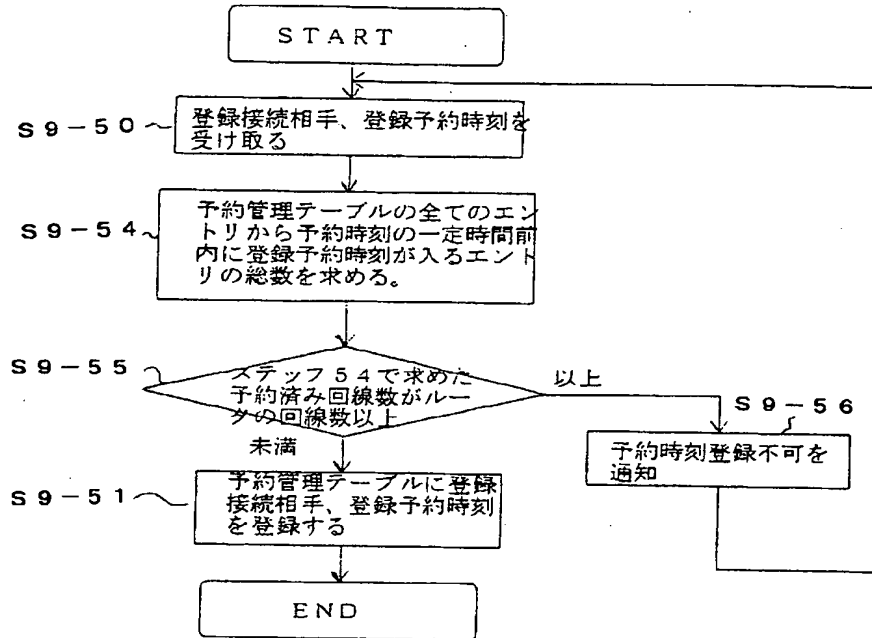 START
S9-50
登録接続相手、登録予約時刻を
受け取る
S9-54
予約管理テーブルの全てのエン
トリから予約時刻の一定時間前
内に登録予約時刻が入るエント
リの総数を求める。
S9-55
ステップ54で求めた
予約済み回線数がルー
タの回線数以上
以上
未満
S9-56
予約時刻登録不可を
通知
S9-51
予約管理テーブルに登録
接続相手、登録予約時刻
を登録する
END